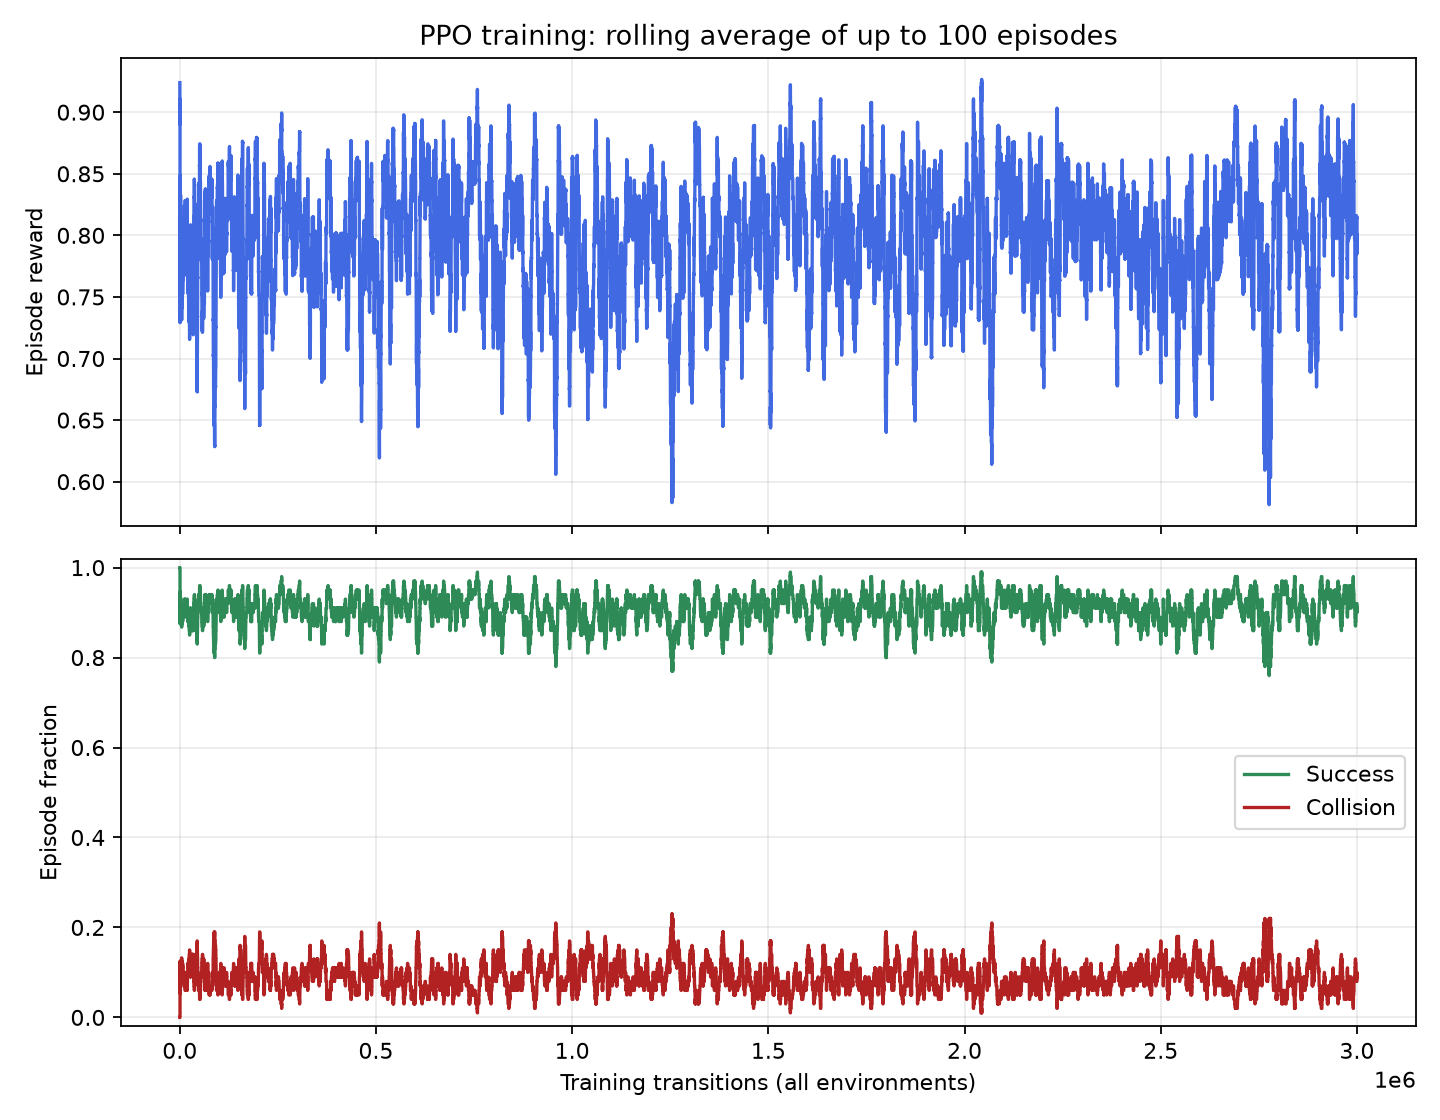 PPO training: rolling average of up to 100 episodes
Episode reward
0.90
0.85
0.80
0.75
0.70
0.65
0.60
Episode fraction
1.0
0.8
0.6
0.4
0.2
0.0
Success
Collision
0.0 0.5 1.0 1.5 2.0 2.5 3.0
1e6
Training transitions (all environments)